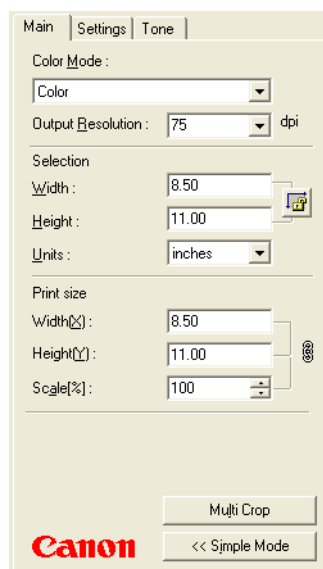 Main Settings Tone
Color Mode :
Color
Output Resolution : 75 dpi
Selection
Width : 8.50
Height : 11.00
Units : inches
Print size
Width(X) : 8.50
Height(Y) : 11.00
Scale[%] : 100
Multi Crop
Canon << Simple Mode